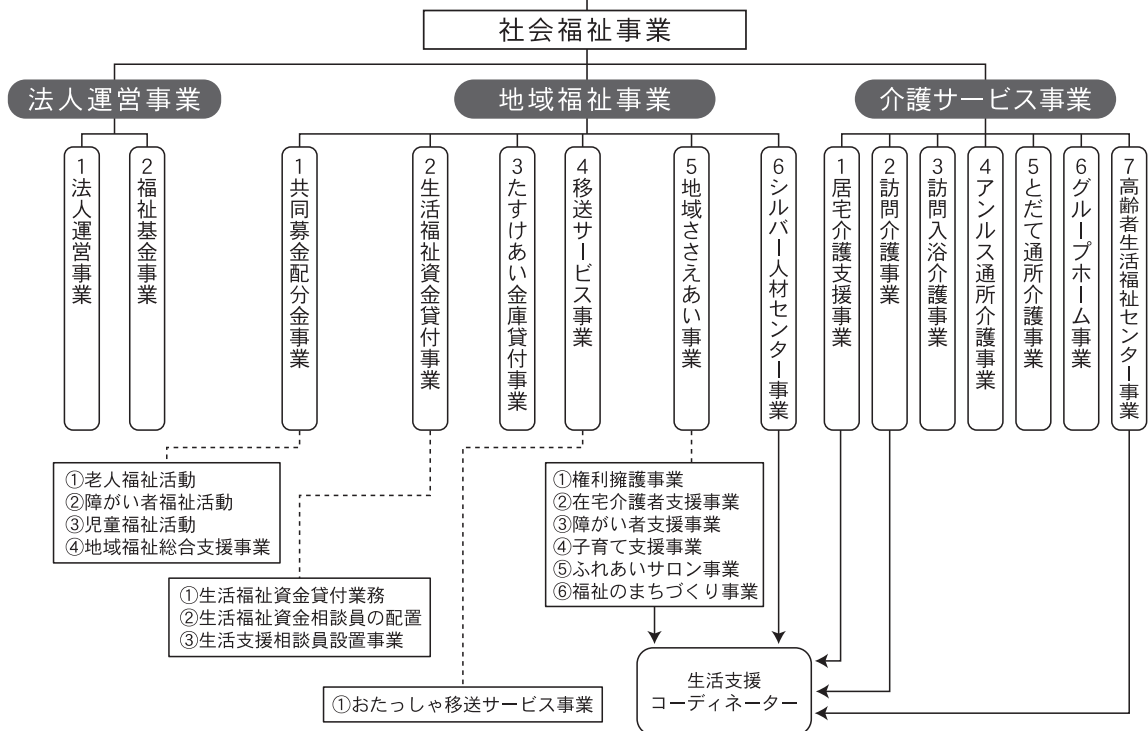 社会福祉事業
法人運営事業
地域福祉事業
介護サービス事業
1法人運営事業
2福祉基金事業
1共同募金配分金事業
2生活福祉資金貸付事業
3たすけあい金庫貸付事業
4移送サービス事業
5地域ささえあい事業
6シルバー人材センター事業
1居宅介護支援事業
2訪問介護事業
3訪問入浴介護事業
4アンルス通所介護事業
5とだて通所介護事業
6グループホーム事業
7高齢者生活福祉センター事業
①老人福祉活動
②障がい者福祉活動
③児童福祉活動
④地域福祉総合支援事業
①生活福祉資金貸付業務
②生活福祉資金相談員の配置
③生活支援相談員設置事業
①おたっしゃ移送サービス事業
①権利擁護事業
②在宅介護者支援事業
③障がい者支援事業
④子育て支援事業
⑤ふれあいサロン事業
⑥福祉のまちづくり事業
生活支援
コーディネーター